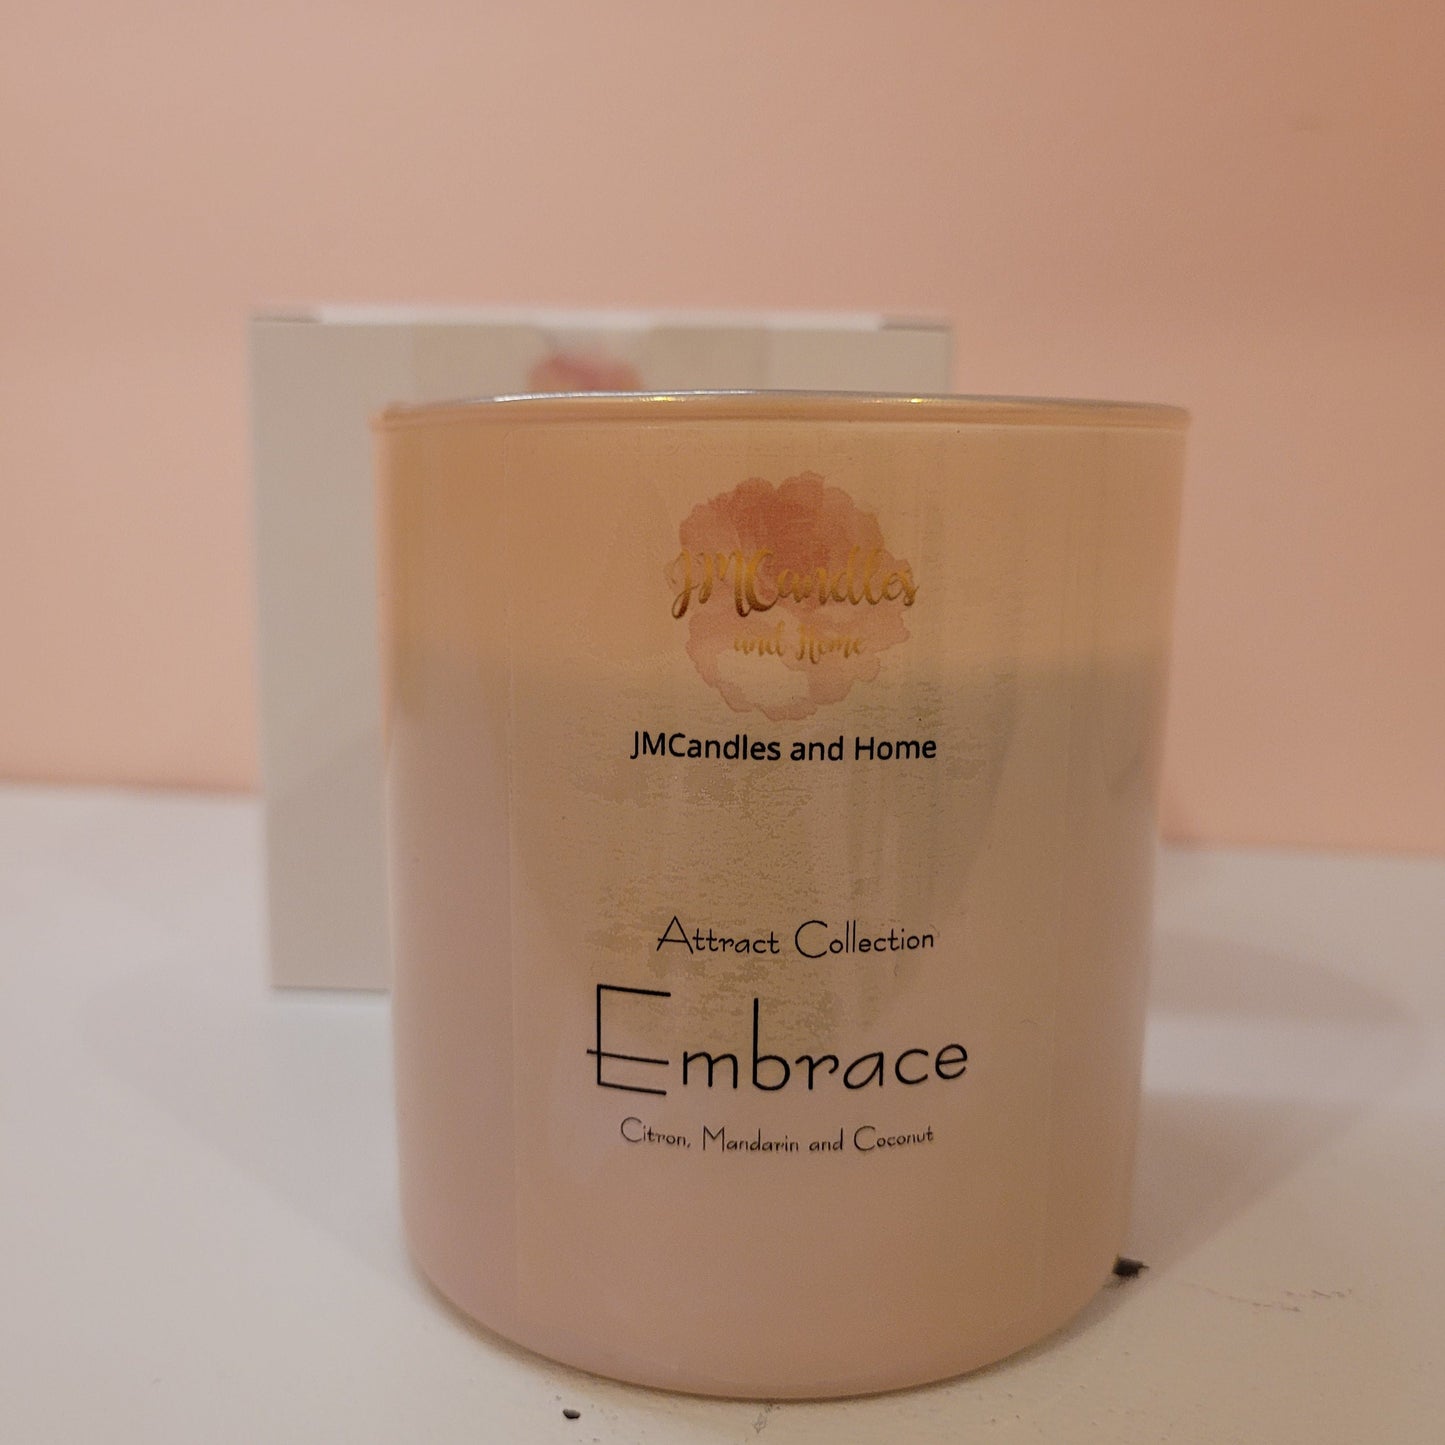 JMCandles
and Home
JMCandles and Home
Attract Collection
Embrace
Citron, Mandarin and Coconut